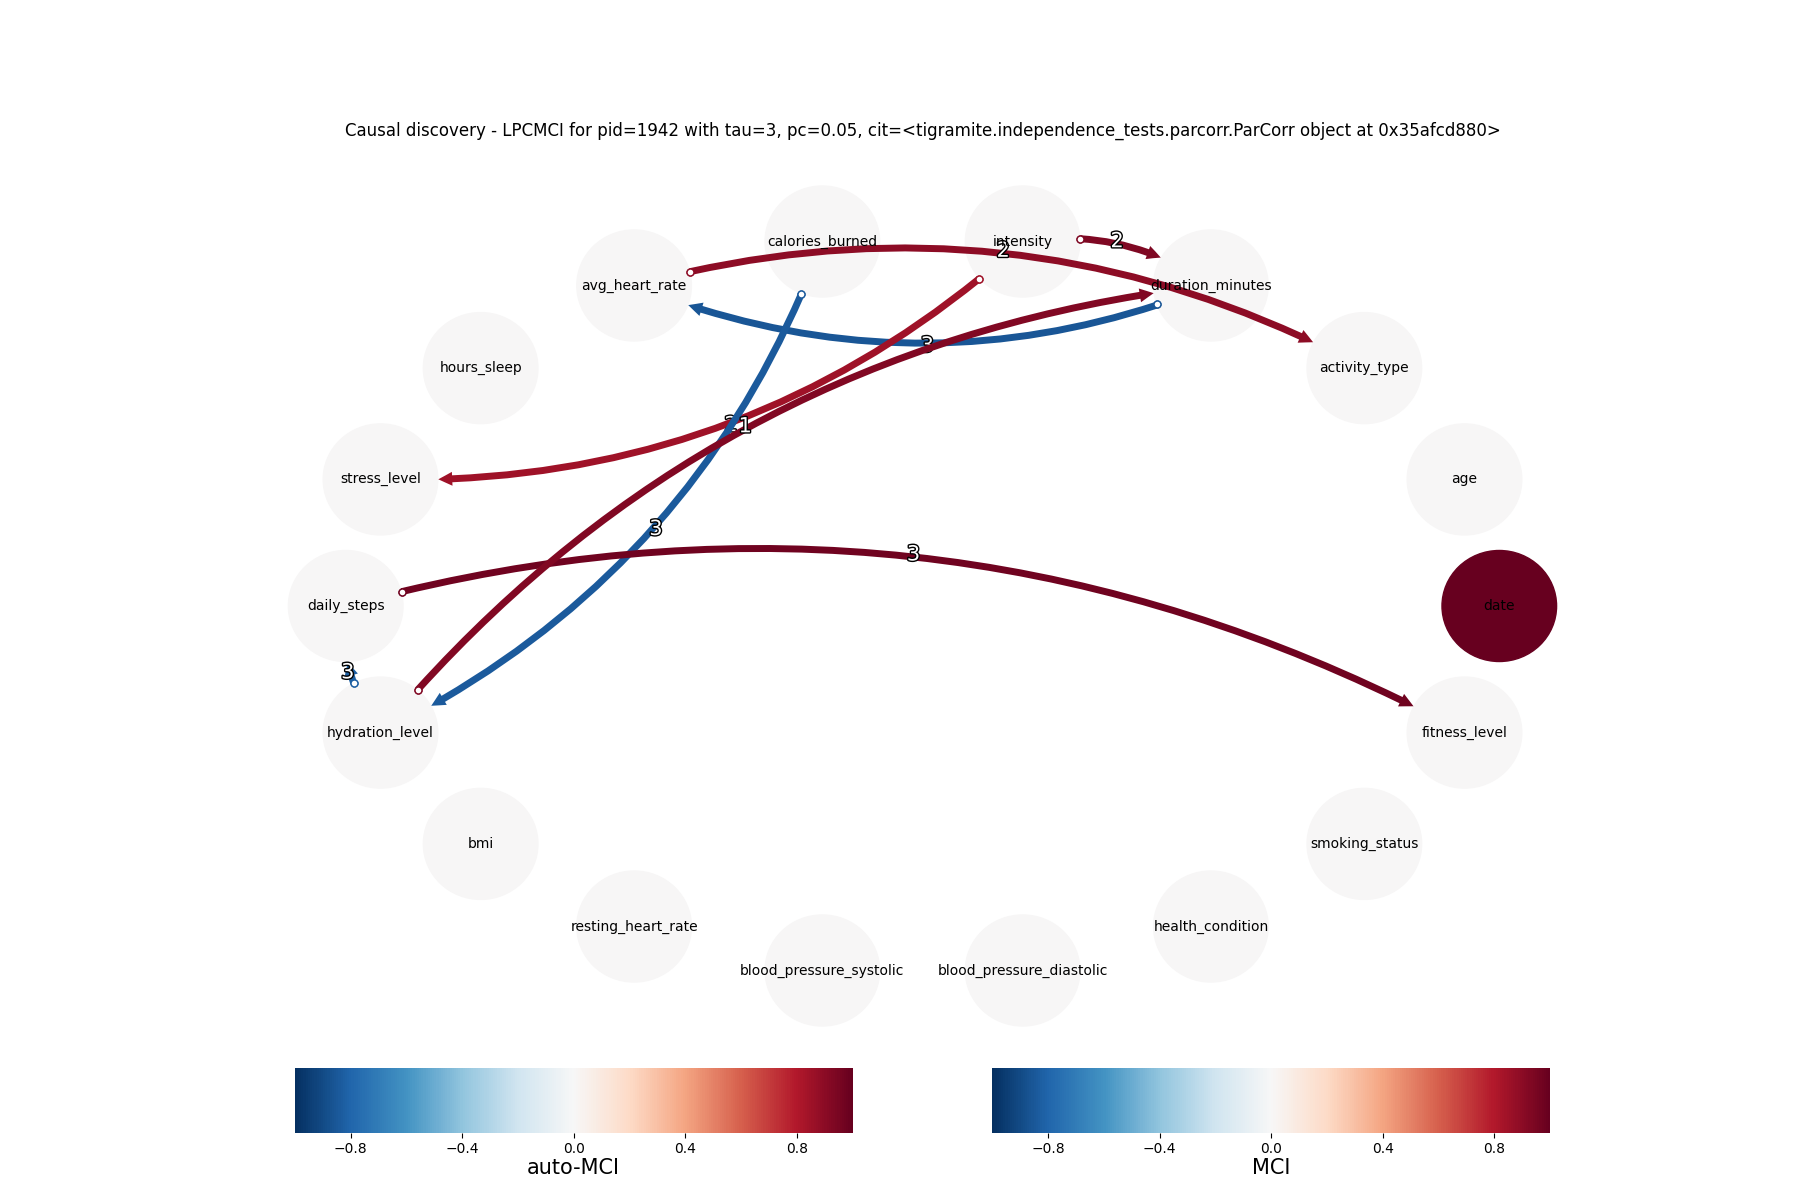 Causal discovery - LPCMCI for pid=1942 with tau=3, pc=0.05, cit=<tigramite.independence_tests.parcorr.ParCorr object at 0x35afcd880>
calories_burned
intensity
2
2
avg_heart_rate
duration_minutes
3
hours_sleep
activity_type
1
stress_level
age
3
3
daily_steps
date
3
hydration_level
fitness_level
bmi
smoking_status
resting_heart_rate
health_condition
blood_pressure_systolic
blood_pressure_diastolic
−0.8 −0.4 0.0 0.4 0.8
auto-MCI
−0.8 −0.4 0.0 0.4 0.8
MCI